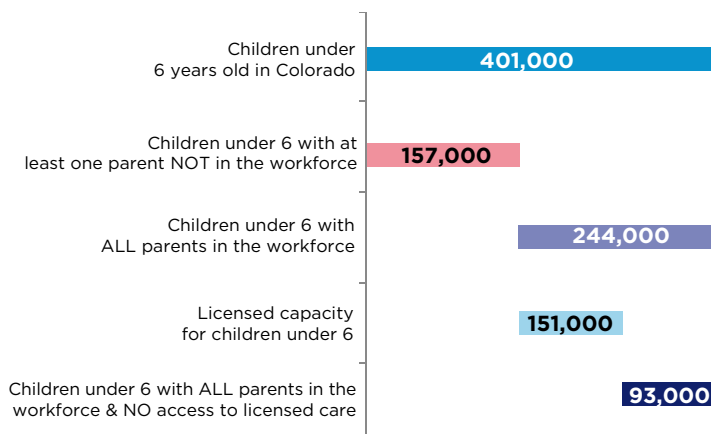 Children under
6 years old in Colorado
401,000
Children under 6 with at
least one parent NOT in the workforce
157,000
Children under 6 with
ALL parents in the workforce
244,000
Licensed capacity
for children under 6
151,000
Children under 6 with ALL parents in the
workforce & NO access to licensed care
93,000